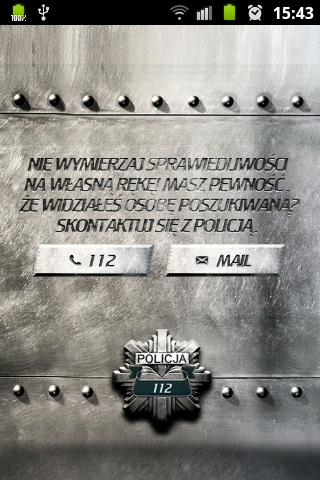 100%
15:43
NIE WYMIERZAJ SPRAWIEDLIWOŚCI
NA WŁASNĄ RĘKĘ! MASZ PEWNOŚĆ,
ŻE WIDZIAŁEŚ OSOBĘ POSZUKIWANĄ?
SKONTAKTUJ SIĘ Z POLICJĄ.
112
MAIL
POLICJA
112